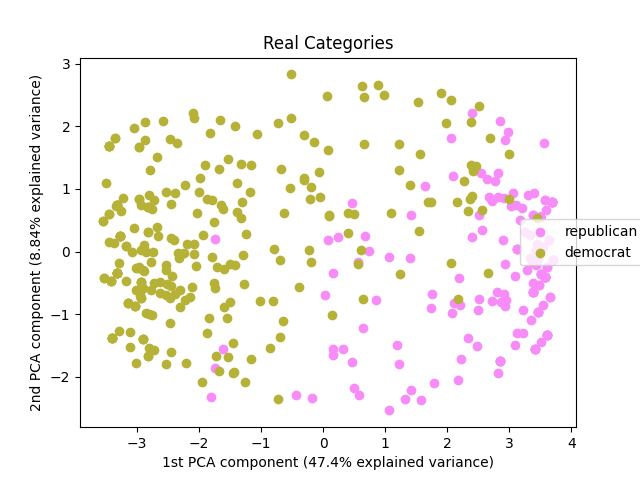 Real Categories
2nd PCA component (8.84% explained variance)
3
2
1
0
−1
−2
republican
democrat
−3 −2 −1 0 1 2 3 4
1st PCA component (47.4% explained variance)